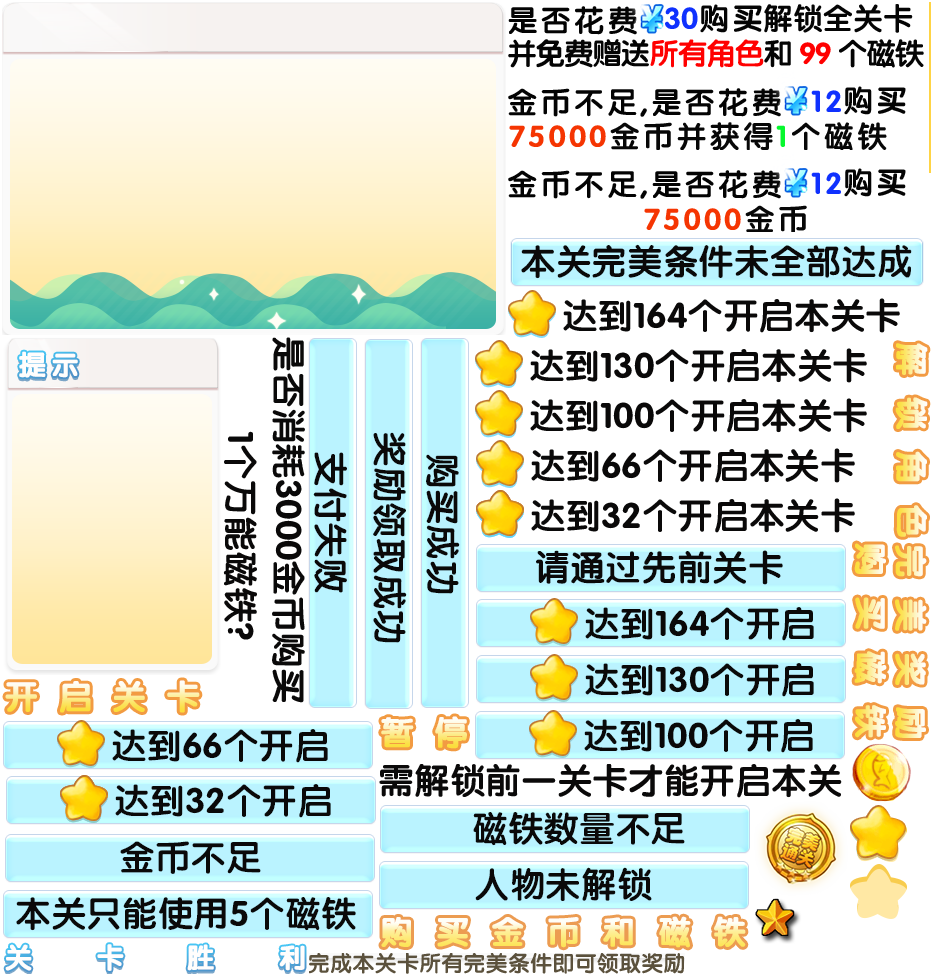 是否花费¥30购买解锁全关卡
并免费赠送所有角色和 99 个磁铁
金币不足,是否花费¥12购买
75000金币并获得1个磁铁
金币不足,是否花费¥12购买
75000金币
本关完美条件未全部达成
达到164个开启本关卡
达到130个开启本关卡
达到100个开启本关卡
达到66个开启本关卡
达到32个开启本关卡
解锁角色
提示
是否消耗3000金币购买
1个万能磁铁?
支付失败
奖励领取成功
购买成功
请通过先前关卡
达到164个开启
达到130个开启
达到100个开启
完美奖励
购买磁铁
开启关卡
暂停
达到66个开启
达到32个开启
金币不足
本关只能使用5个磁铁
需解锁前一关卡才能开启本关
磁铁数量不足
人物未解锁
完美
通关
购买金币和磁铁
关卡胜利
完成本关卡所有完美条件即可领取奖励